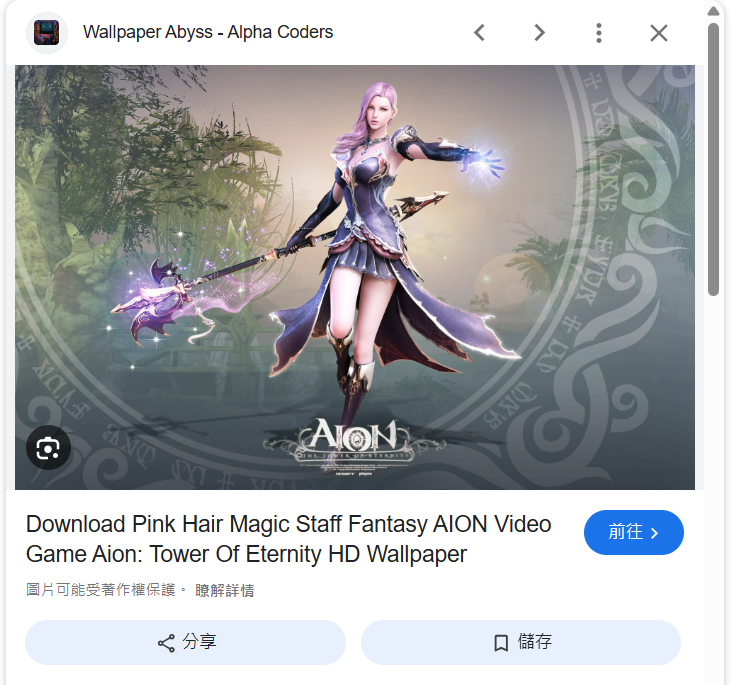 Wallpaper Abyss - Alpha Coders
AION
THE TOWER OF ETERNITY
Download Pink Hair Magic Staff Fantasy AION Video
Game Aion: Tower Of Eternity HD Wallpaper
前往
圖片可能受著作權保護。 瞭解詳情
分享
儲存